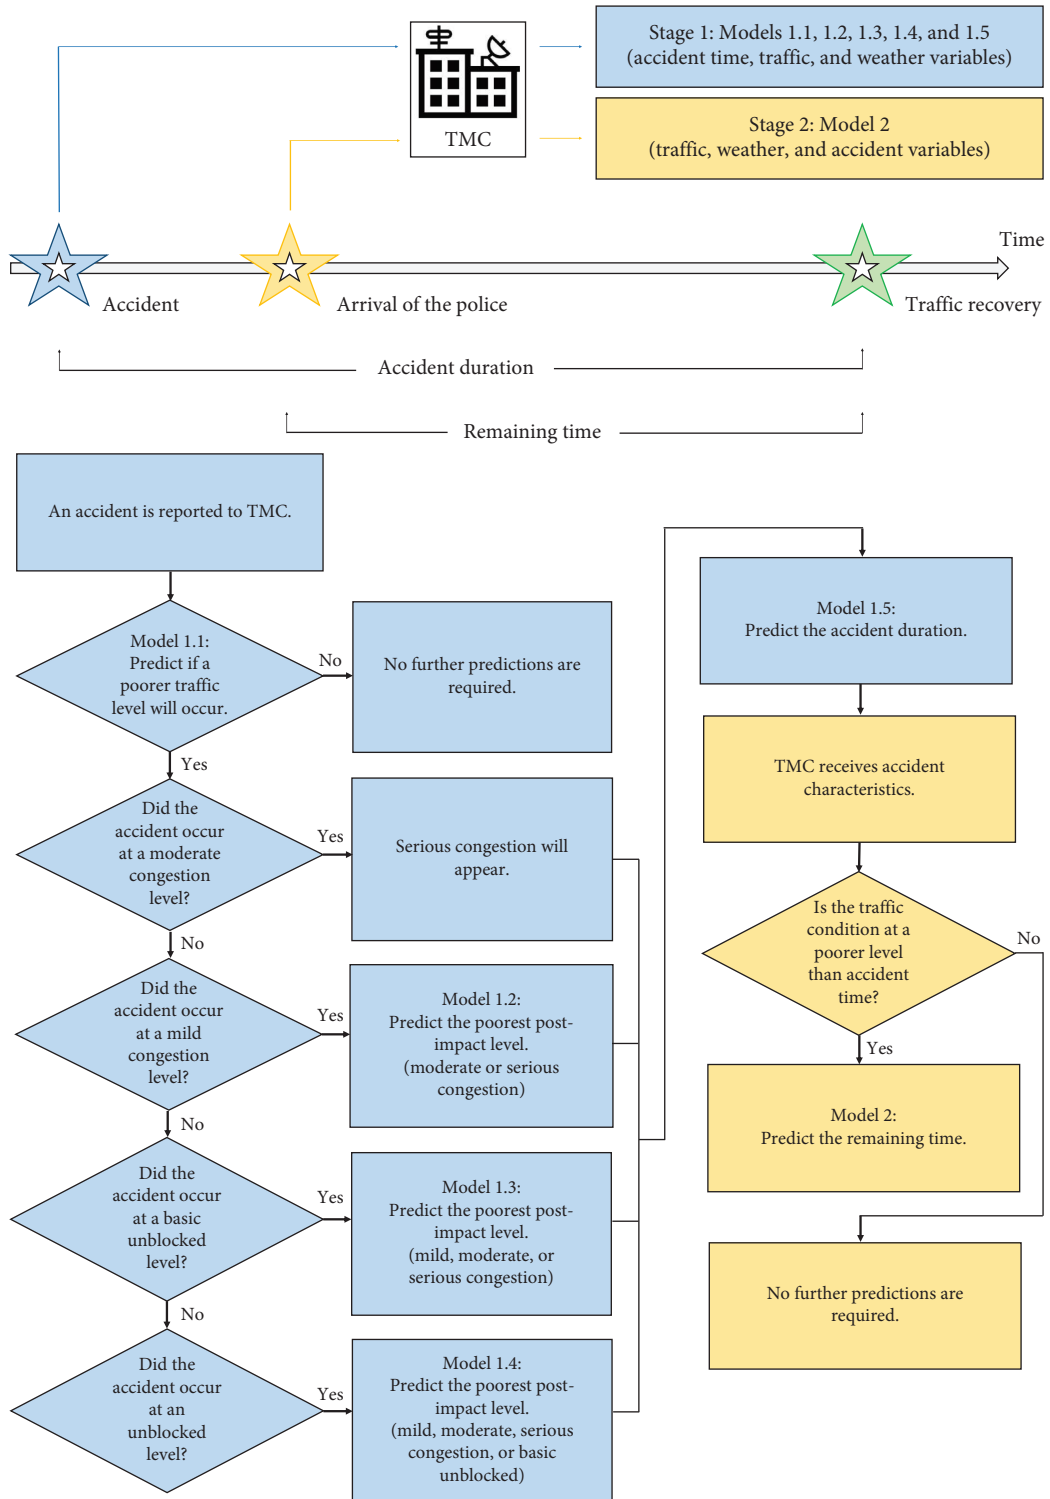 Stage 1: Models 1.1, 1.2, 1.3, 1.4, and 1.5
(accident time, traffic, and weather variables)
TMC
Stage 2: Model 2
(traffic, weather, and accident variables)
Time
Accident
Arrival of the police
Traffic recovery
Accident duration
Remaining time
An accident is reported to TMC.
Model 1.1:
Predict if a
poorer traffic
level will occur.
No
No further predictions are
required.
Yes
Did the
accident occur
at a moderate
congestion
level?
Yes
Serious congestion will
appear.
No
Did the
accident occur
at a mild
congestion
level?
Yes
Model 1.2:
Predict the poorest post-
impact level.
(moderate or serious
congestion)
No
Did the
accident occur
at a basic
unblocked
level?
Yes
Model 1.3:
Predict the poorest post-
impact level.
(mild, moderate, or
serious congestion)
No
Did the
accident occur
at an
unblocked
level?
Yes
Model 1.4:
Predict the poorest post-
impact level.
(mild, moderate, serious
congestion, or basic
unblocked)
Model 1.5:
Predict the accident duration.
TMC receives accident
characteristics.
Is the traffic
condition at a
poorer level
than accident
time?
No
Yes
Model 2:
Predict the remaining time.
No further predictions are
required.